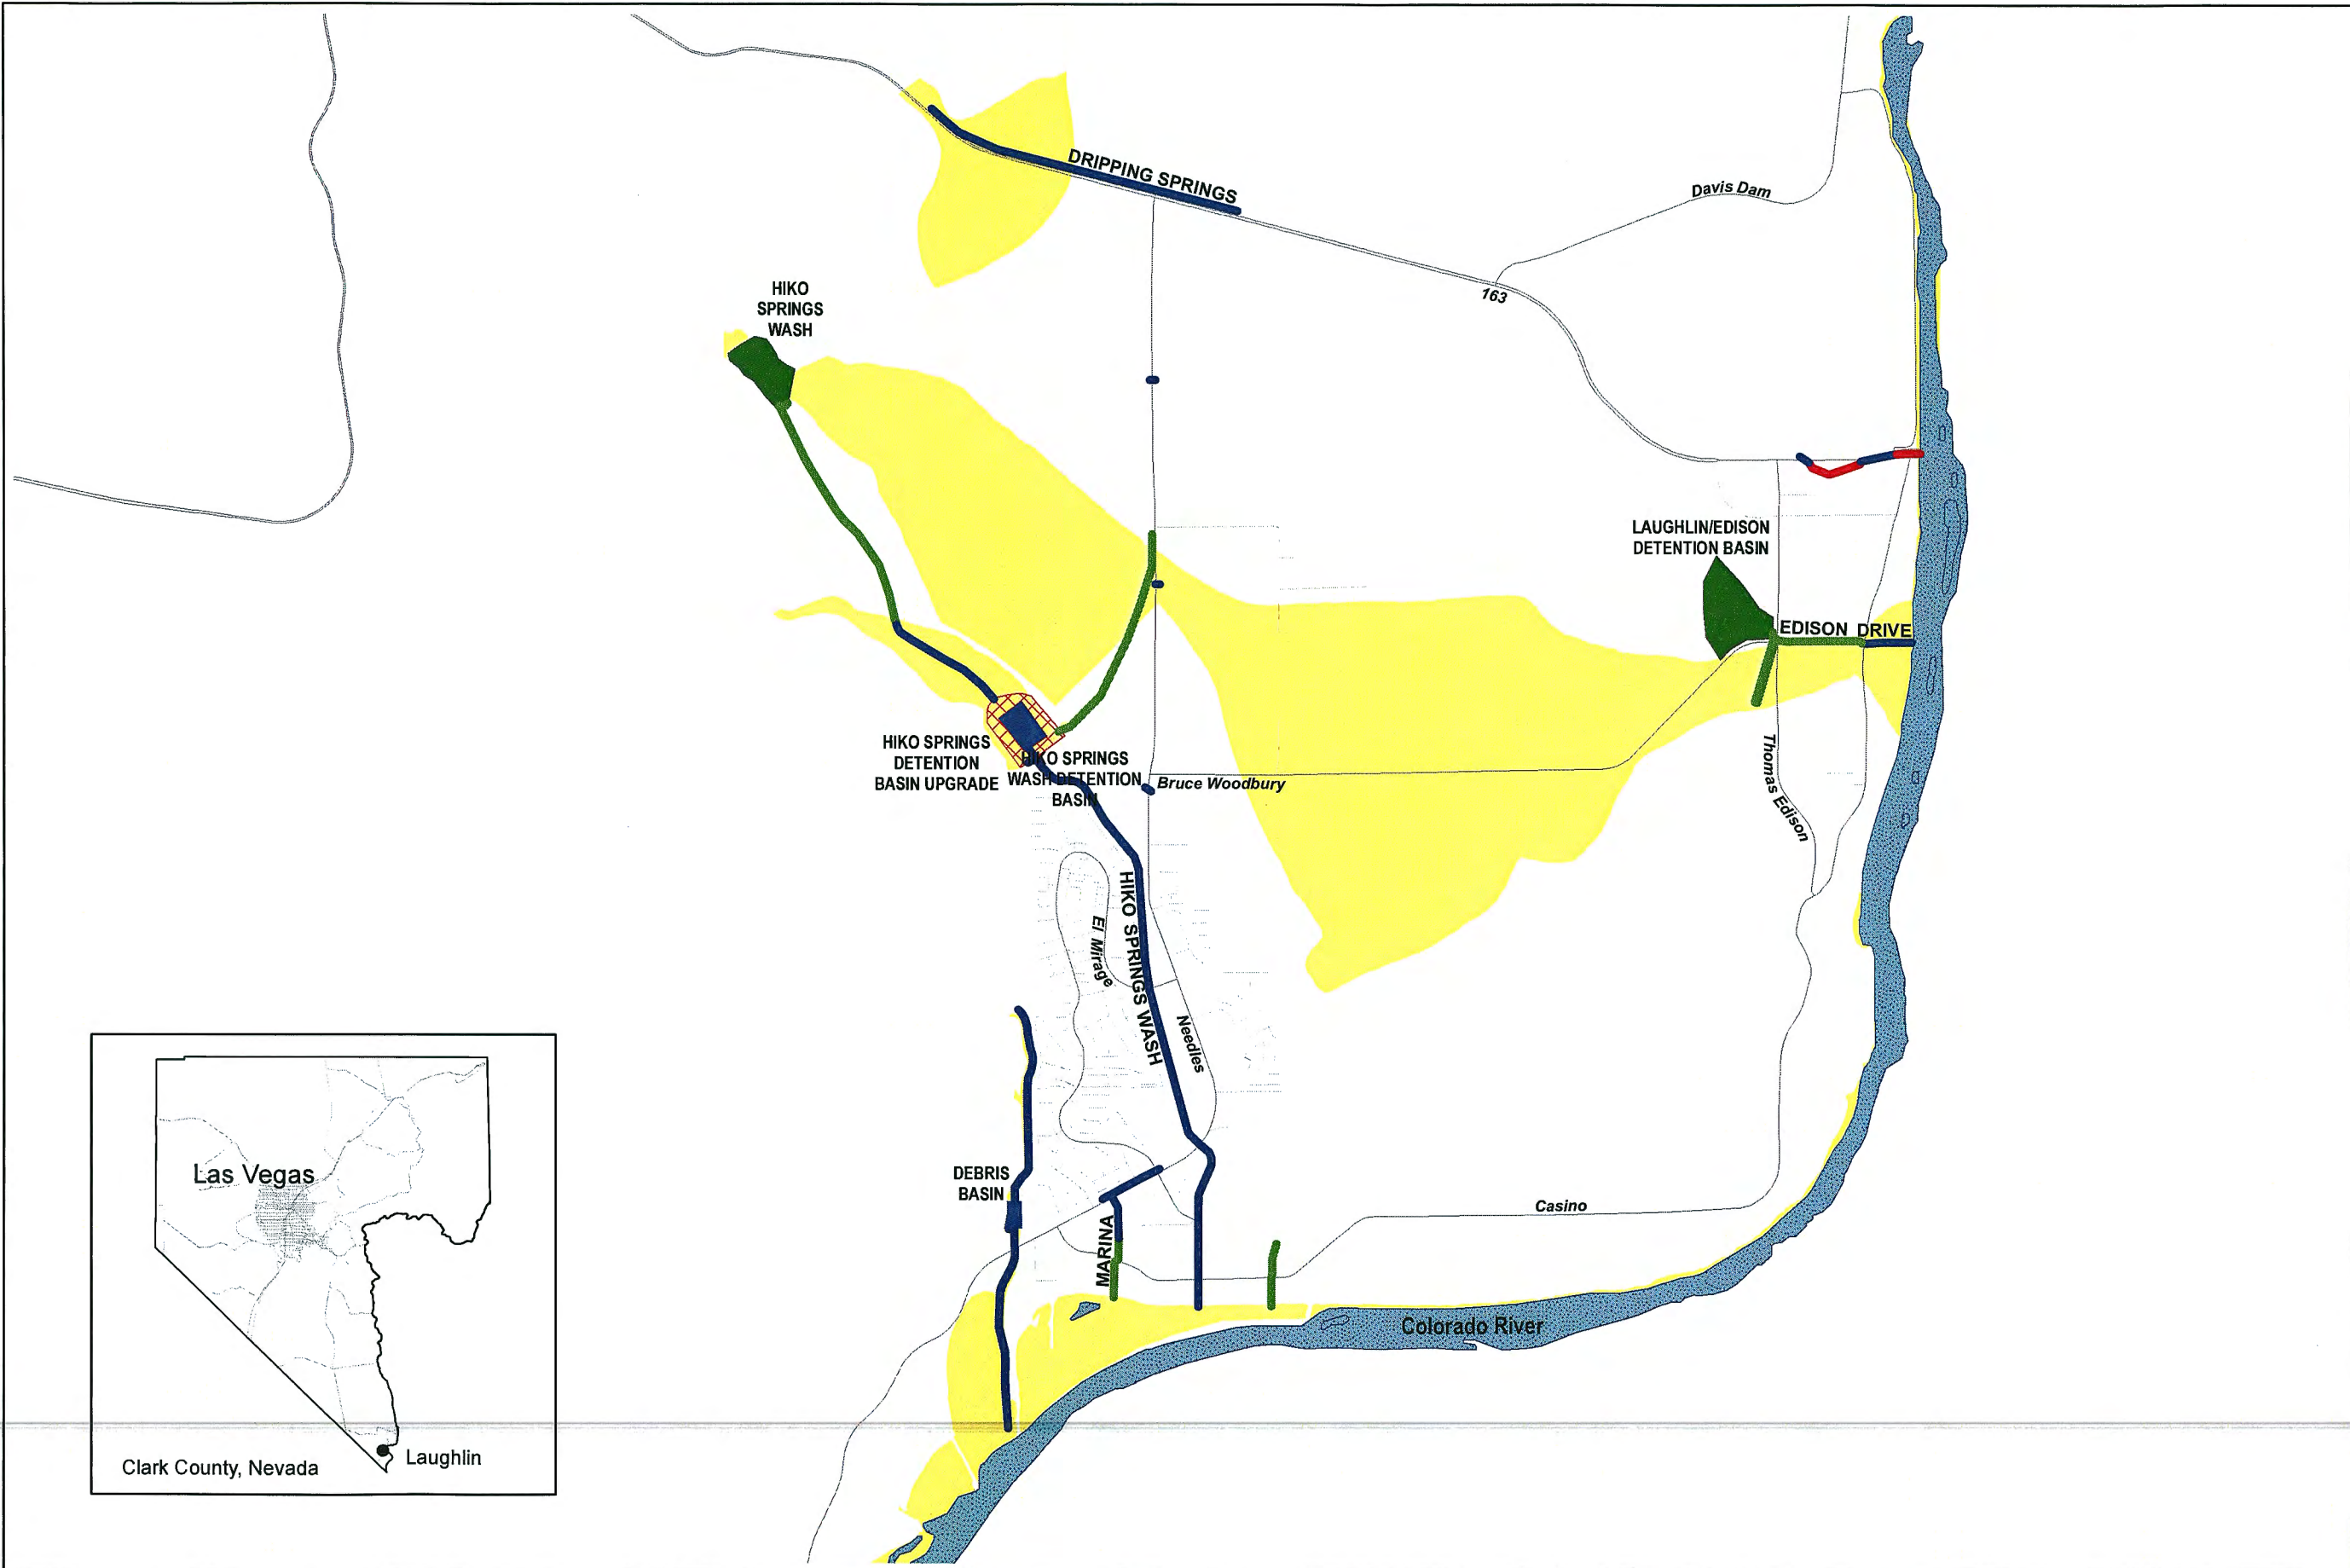 DRIPPING SPRINGS
Davis Dam
163
HIKO
SPRINGS
WASH
LAUGHLIN/EDISON
DETENTION BASIN
EDISON DRIVE
HIKO SPRINGS
DETENTION
BASIN UPGRADE
HIKO SPRINGS
WASH DETENTION
BASIN
Bruce Woodbury
Thomas Edison
HIKO SPRINGS WASH
El Mirage
Needles
DEBRIS
BASIN
MARINA
Casino
Colorado River
Las Vegas
Laughlin
Clark County, Nevada